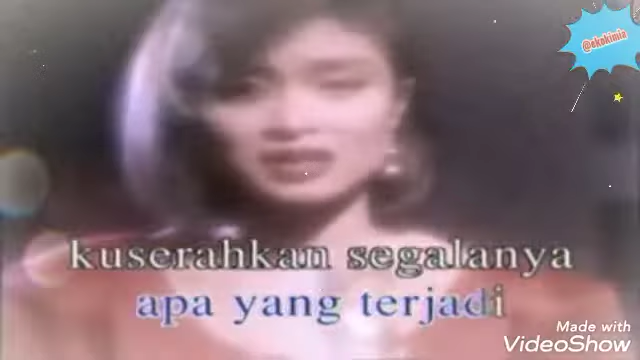 @ekokimia
kuserahkan segalanya
apa yang terjadi
Made with
VideoShow